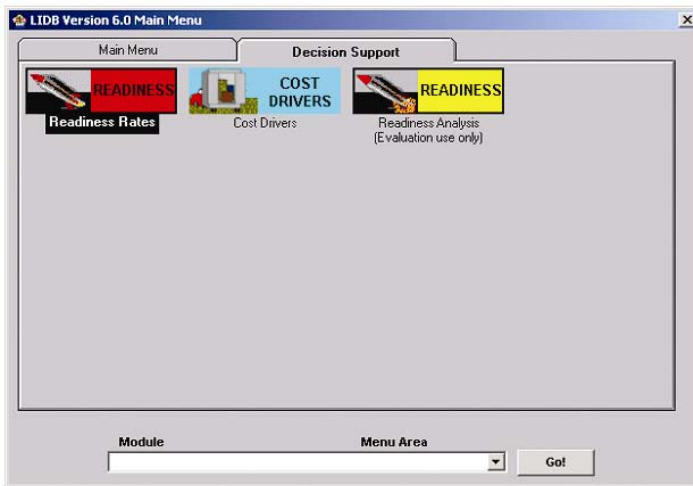 LIDB Version 6.0 Main Menu
Main Menu
Decision Support
READINESS
COST
DRIVERS
READINESS
Readiness Rates
Cost Drivers
Readiness Analysis
(Evaluation use only)
Module
Menu Area
Go!